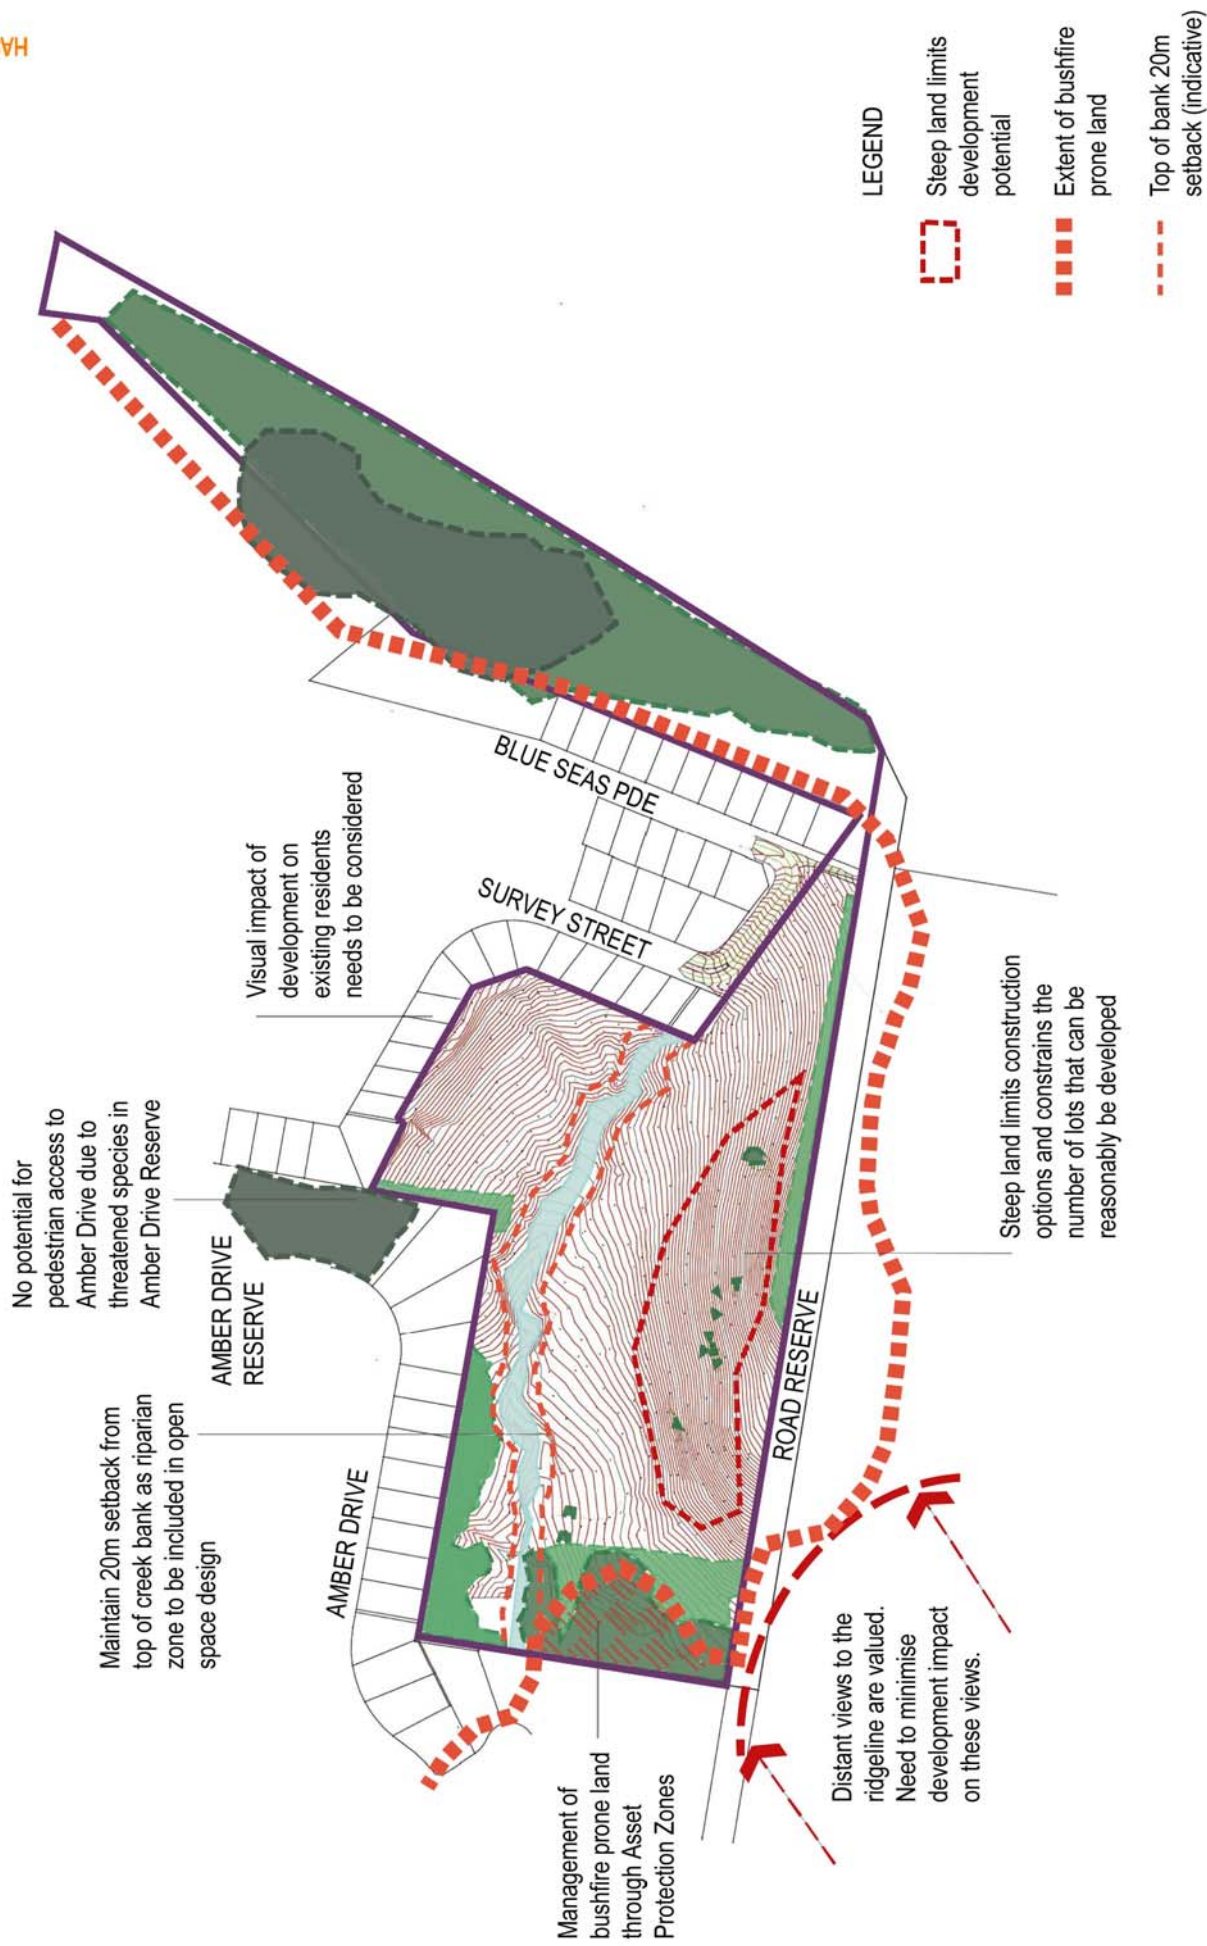 HA
No potential for
pedestrian access to
Amber Drive due to
threatened species in
Amber Drive Reserve
Visual impact of
development on
existing residents
needs to be considered
Maintain 20m setback from
top of creek bank as riparian
zone to be included in open
space design
AMBER DRIVE
RESERVE
AMBER DRIVE
SURVEY STREET
BLUE SEAS PDE
ROAD RESERVE
Management of
bushfire prone land
through Asset
Protection Zones
Distant views to the
ridgeline are valued.
Need to minimise
development impact
on these views.
Steep land limits construction
options and constrains the
number of lots that can be
reasonably be developed
LEGEND
Steep land limits
development
potential
Extent of bushfire
prone land
Top of bank 20m
setback (indicative)